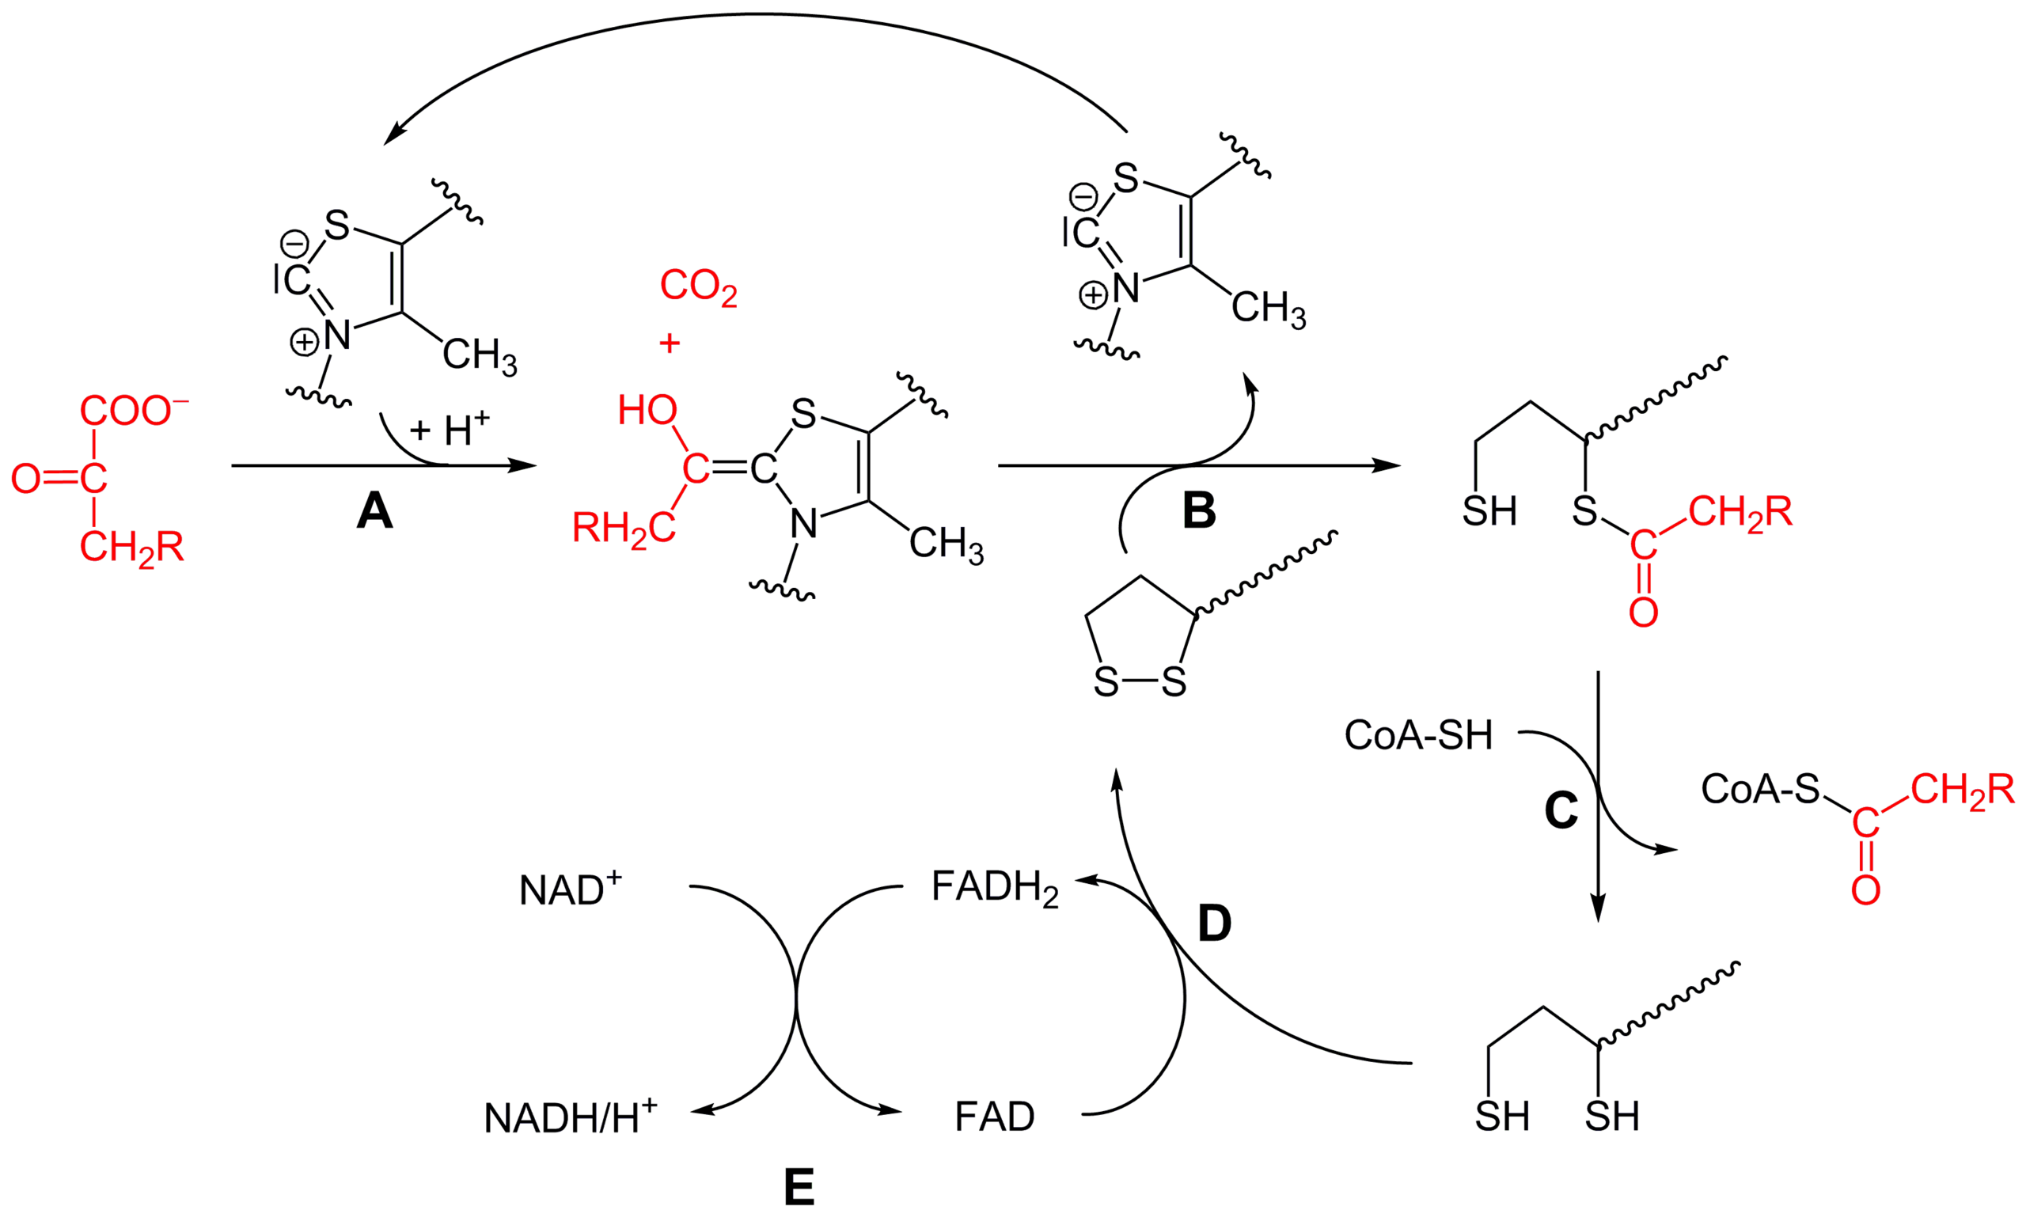 S
⊖
|C
N
⊕
CH3
+ H+
COO−
O=C
CH2R
A
CO2
+
HO
C=C
RH2C
S
N
CH3
S
⊖
|C
N
⊕
CH3
B
S—S
SH
S
CH2R
C
O
CoA-SH
C
CoA-S
CH2R
C
O
SH
SH
D
NAD+
FADH2
NADH/H+
FAD
E